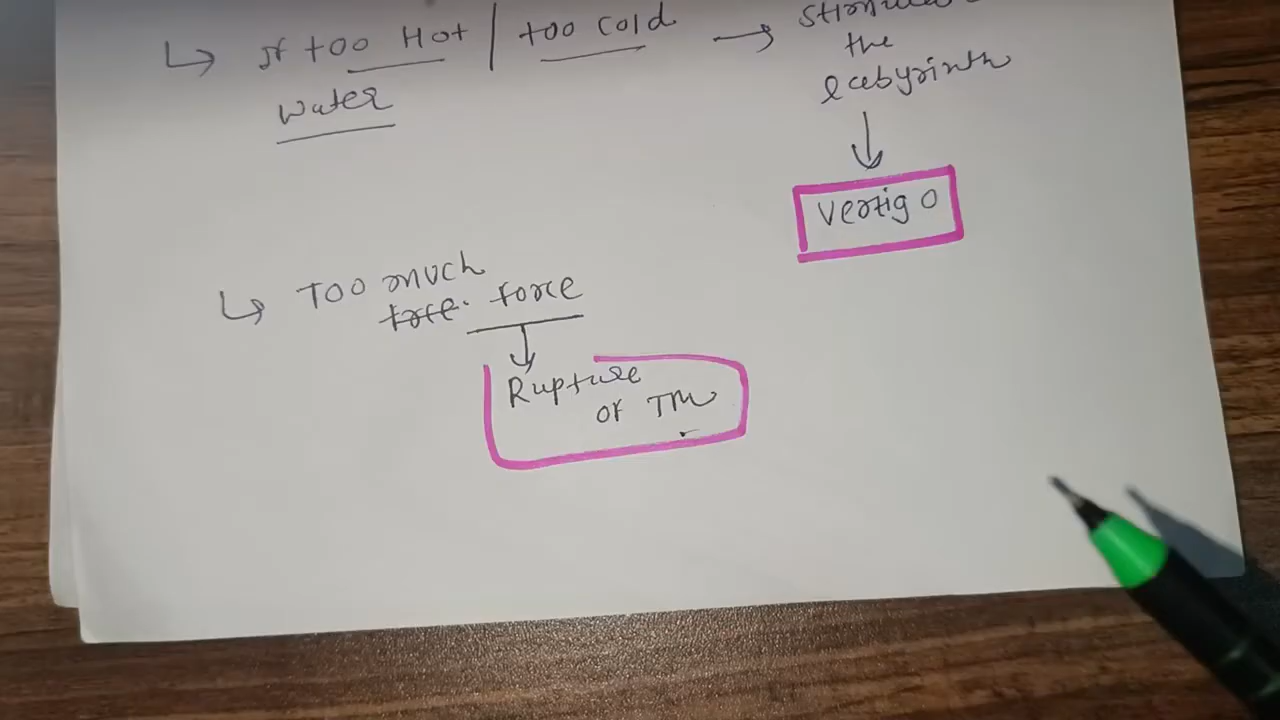 ↳ If too Hot / too cold →
the
water
labyrinth
↓
vertigo
↳ Too much
force
↓
Rupture
of TM